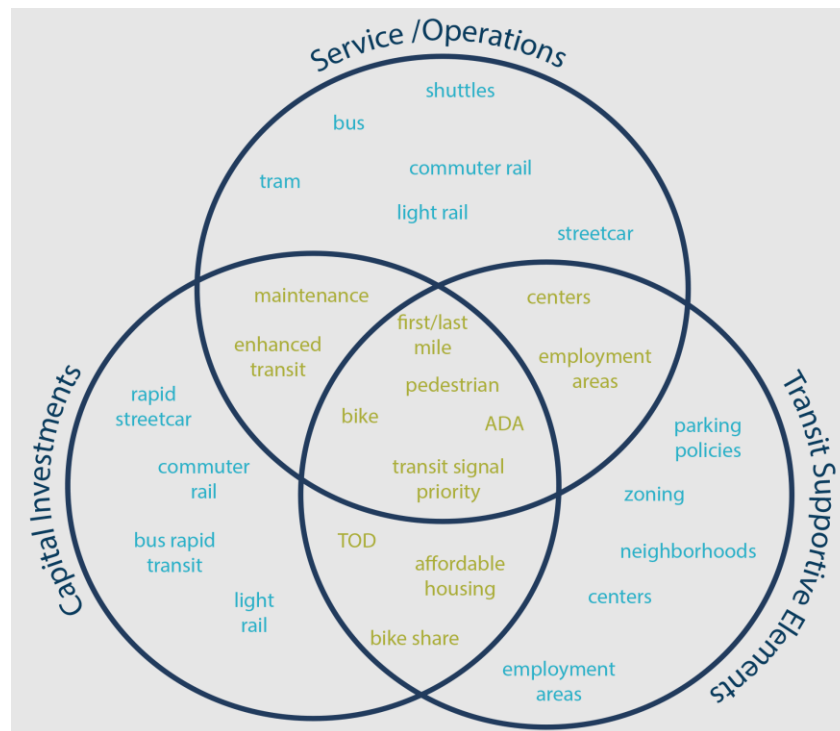 Service /Operations
shuttles
bus
commuter rail
tram
light rail
streetcar
maintenance
centers
first/last
mile
enhanced
transit
employment
areas
pedestrian
bike
ADA
transit signal
priority
Capital Investments
rapid
streetcar
commuter
rail
bus rapid
transit
light
rail
TOD
affordable
housing
bike share
Transit Supportive Elements
parking
policies
zoning
neighborhoods
centers
employment
areas